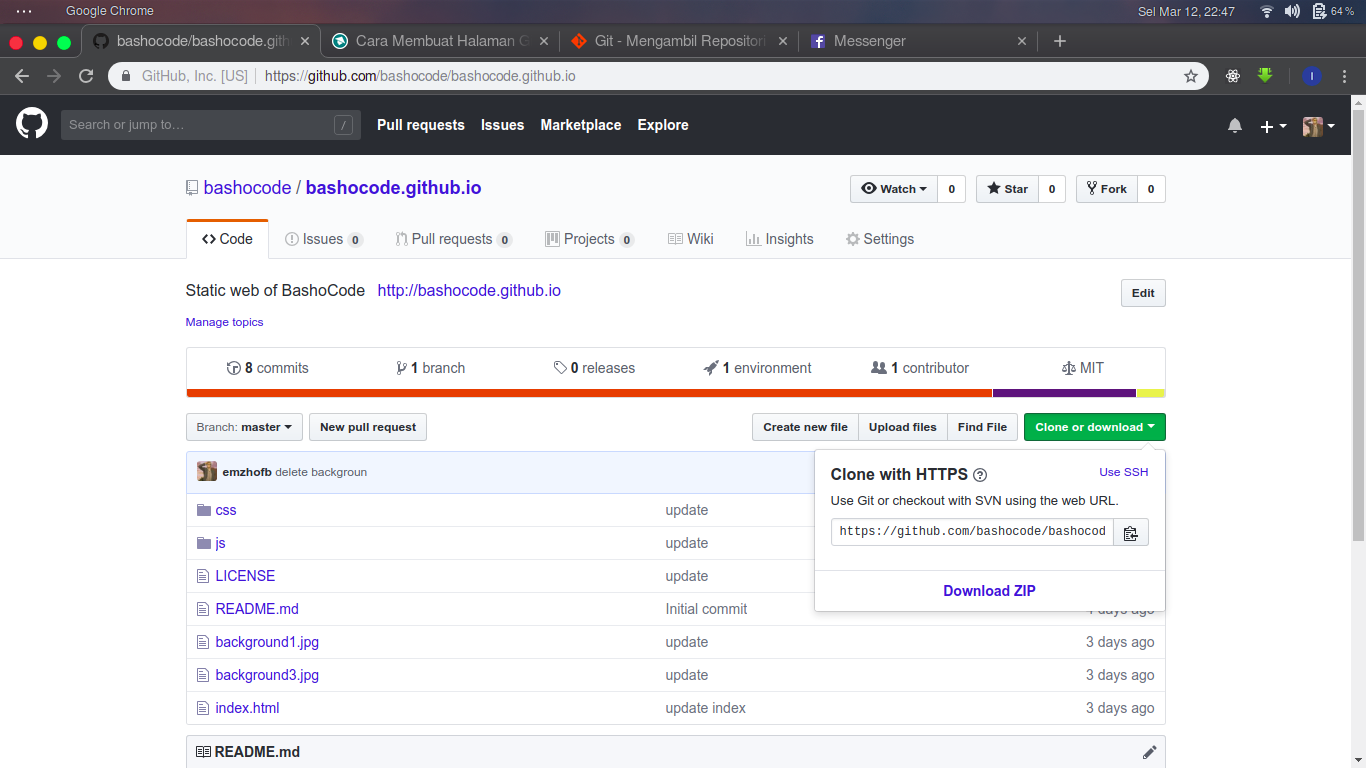 Google Chrome
Sel Mar 12, 22:47
64 %
bashocode/bashocode.gith
Cara Membuat Halaman G
Git - Mengambil Repositori
Messenger
GitHub, Inc. [US]
https://github.com/bashocode/bashocode.github.io
I
Search or jump to…
/
Pull requests
Issues
Marketplace
Explore
bashocode / bashocode.github.io
Watch 0
Star 0
Fork 0
Code
Issues 0
Pull requests 0
Projects 0
Wiki
Insights
Settings
Static web of BashoCode http://bashocode.github.io
Edit
Manage topics
8 commits
1 branch
0 releases
1 environment
1 contributor
MIT
Branch: master
New pull request
Create new file
Upload files
Find File
Clone or download
emzhofb delete backgroun
Clone with HTTPS
Use SSH
Use Git or checkout with SVN using the web URL.
https://github.com/bashocode/bashocod
Download ZIP
css update
js update
LICENSE update
README.md Initial commit 4 days ago
background1.jpg update 3 days ago
background3.jpg update 3 days ago
index.html update index 3 days ago
README.md